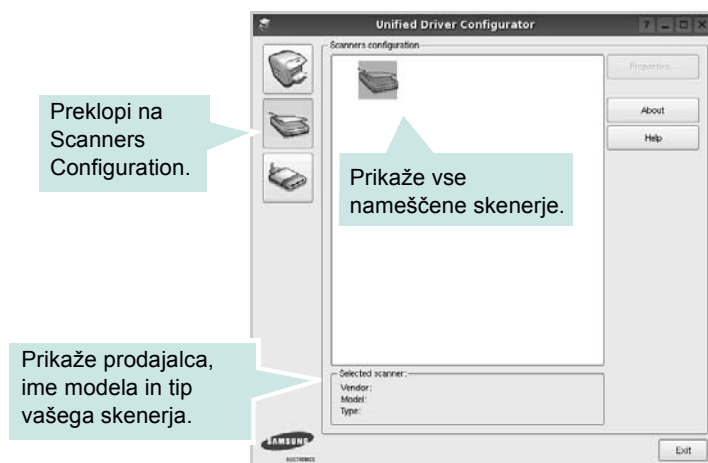 Unified Driver Configurator
Scanners configuration
Properties...
About
Help
Preklopi na
Scanners
Configuration.
Prikaže vse
nameščene skenerje.
Prikaže prodajalca,
ime modela in tip
vašega skenerja.
Selected scanner:
Vendor:
Model:
Type:
SAMSUNG
ELECTRONICS
Exit